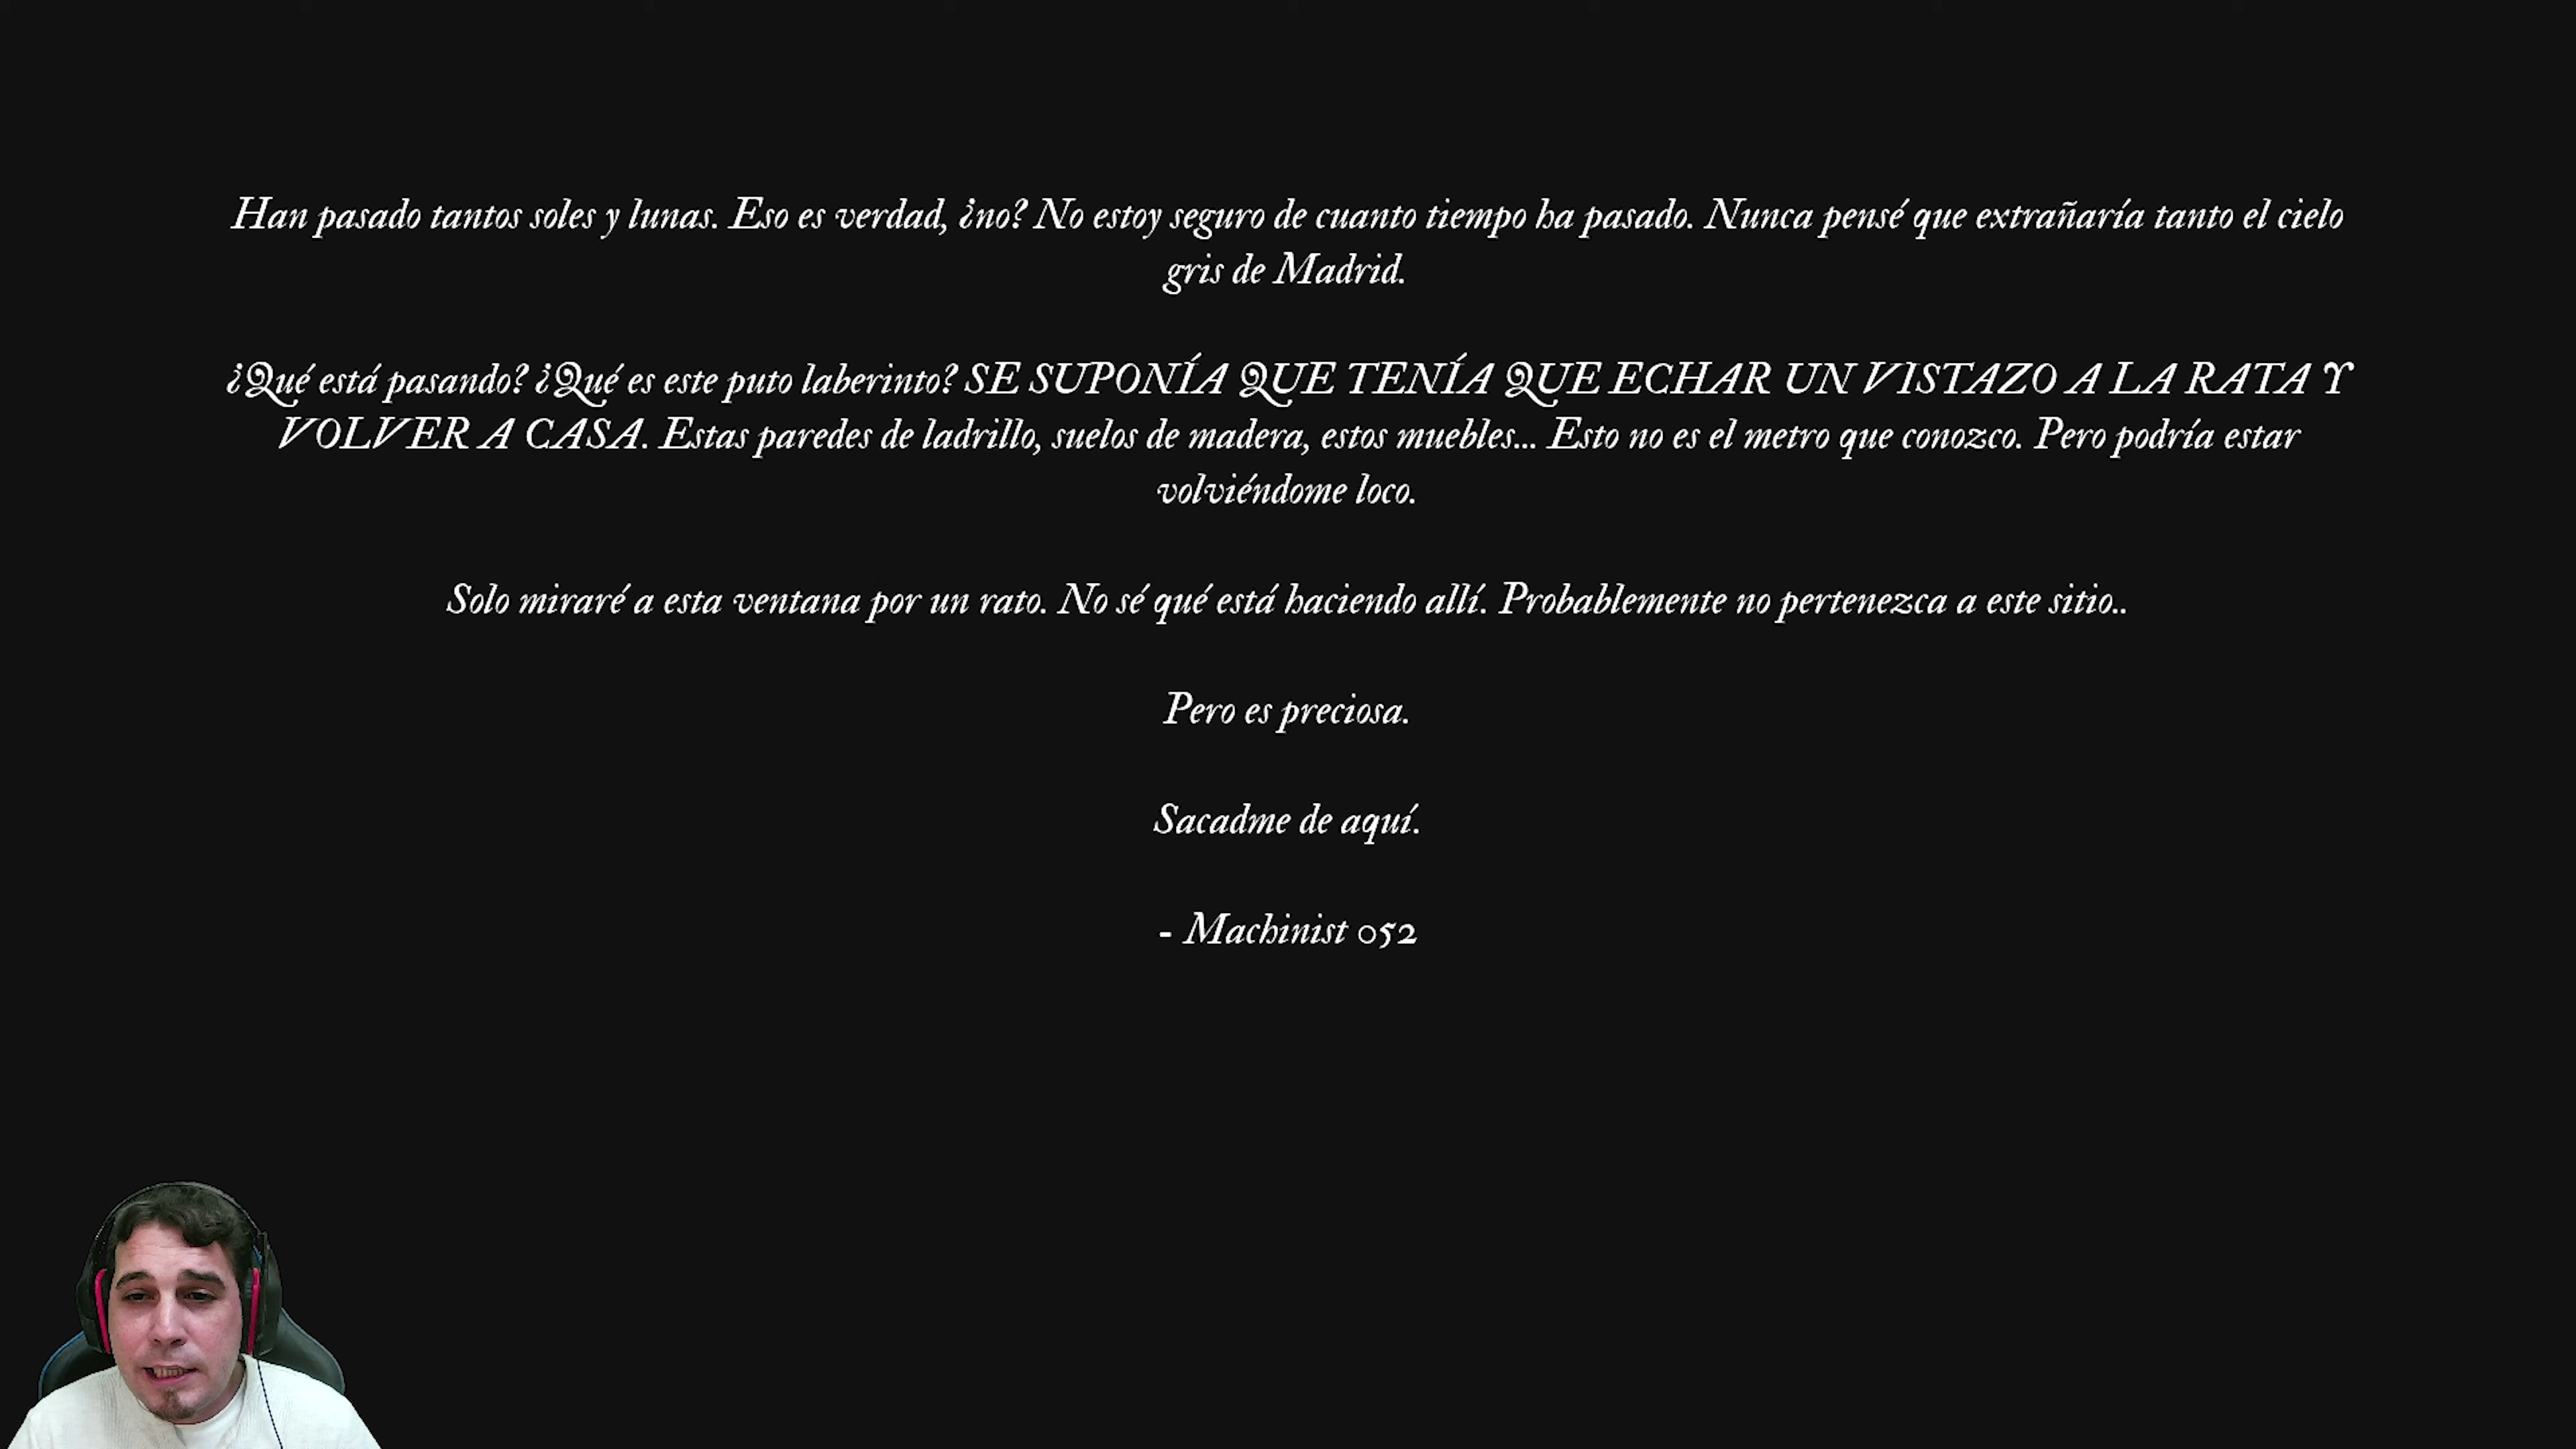 Han pasado tantos soles y lunas. Eso es verdad, ¿no? No estoy seguro de cuanto tiempo ha pasado. Nunca pensé que extrañaría tanto el cielo
gris de Madrid.
¿Qué está pasando? ¿Qué es este puto laberinto? SE SUPONÍA QUE TENÍA QUE ECHAR UN VISTAZO A LA RATA Y
VOLVER A CASA. Estas paredes de ladrillo, suelos de madera, estos muebles... Esto no es el metro que conozco. Pero podría estar
volviéndome loco.
Solo miraré a esta ventana por un rato. No sé qué está haciendo allí. Probablemente no pertenezca a este sitio..
Pero es preciosa.
Sacadme de aquí.
- Machinist 052